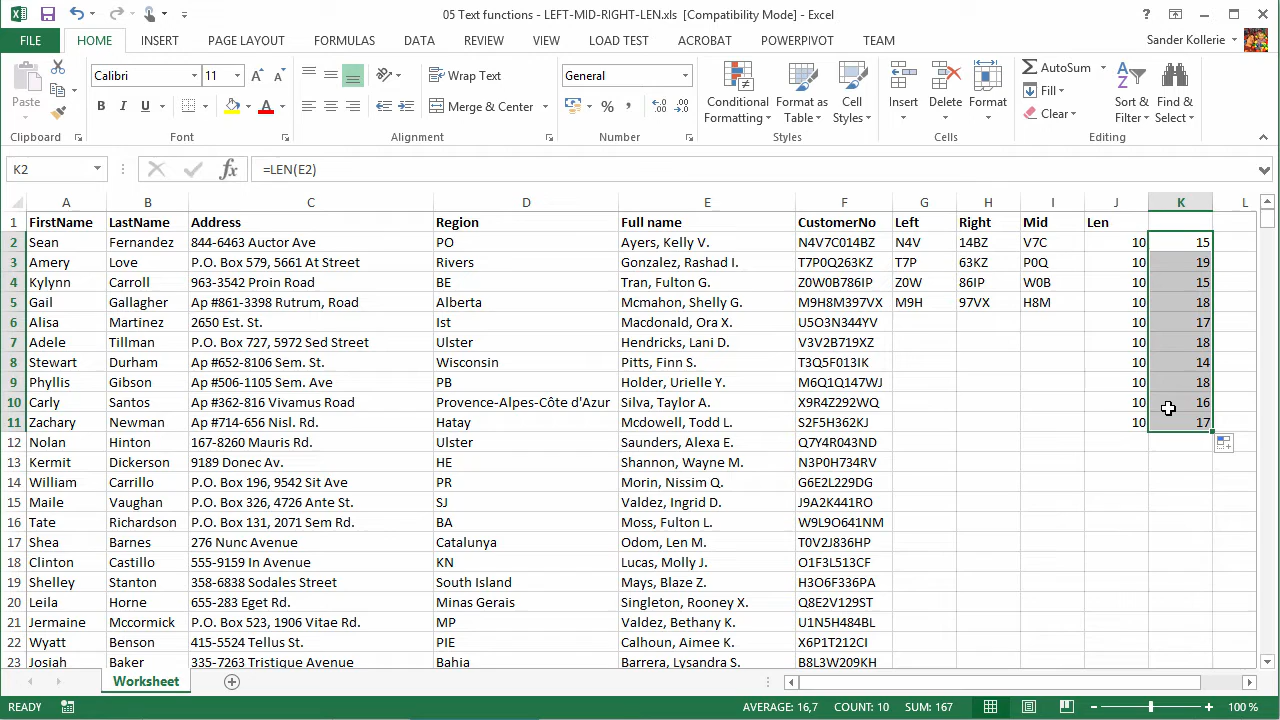 05 Text functions - LEFT-MID-RIGHT-LEN.xls [Compatibility Mode] - Excel
FILE HOME INSERT PAGE LAYOUT FORMULAS DATA REVIEW VIEW LOAD TEST ACROBAT POWERPIVOT TEAM Sander Kollerie
Paste Calibri 11 Wrap Text General Conditional Formatting Format as Table Cell Styles Insert Delete Format AutoSum Sort & Filter Find & Select
B I U A Merge & Center % Fill
Clear
Clipboard Font Alignment Number Styles Cells Editing
K2 fx =LEN(E2)
A B C D E F G H I J K L
1 FirstName LastName Address Region Full name CustomerNo Left Right Mid Len
2 Sean Fernandez 844-6463 Auctor Ave PO Ayers, Kelly V. N4V7C014BZ N4V 14BZ V7C 10 15
3 Amery Love P.O. Box 579, 5661 At Street Rivers Gonzalez, Rashad I. T7P0Q263KZ T7P 63KZ P0Q 10 19
4 Kylynn Carroll 963-3542 Proin Road BE Tran, Fulton G. Z0W0B786IP Z0W 86IP W0B 10 15
5 Gail Gallagher Ap #861-3398 Rutrum, Road Alberta Mcmahon, Shelly G. M9H8M397VX M9H 97VX H8M 10 18
6 Alisa Martinez 2650 Est. St. Ist Macdonald, Ora X. U5O3N344YV 10 17
7 Adele Tillman P.O. Box 727, 5972 Sed Street Ulster Hendricks, Lani D. V3V2B719XZ 10 18
8 Stewart Durham Ap #652-8106 Sem. St. Wisconsin Pitts, Finn S. T3Q5F013IK 10 14
9 Phyllis Gibson Ap #506-1105 Sem. Ave PB Holder, Urielle Y. M6Q1Q147WJ 10 18
10 Carly Santos Ap #362-816 Vivamus Road Provence-Alpes-Côte d'Azur Silva, Taylor A. X9R4Z292WQ 10 16
11 Zachary Newman Ap #714-656 Nisl. Rd. Hatay Mcdowell, Todd L. S2F5H362KJ 10 17
12 Nolan Hinton 167-8260 Mauris Rd. Ulster Saunders, Alexa E. Q7Y4R043ND
13 Kermit Dickerson 9189 Donec Av. HE Shannon, Wayne M. N3P0H734RV
14 William Carrillo P.O. Box 196, 9542 Sit Ave PR Morin, Nissim Q. G6E2L229DG
15 Maile Vaughan P.O. Box 326, 4726 Ante St. SJ Valdez, Ingrid D. J9A2K441RO
16 Tate Richardson P.O. Box 131, 2071 Sem Rd. BA Moss, Fulton L. W9L9O641NM
17 Shea Barnes 276 Nunc Avenue Catalunya Odom, Len M. T0V2J836HP
18 Clinton Castillo 555-9159 In Avenue KN Lucas, Molly J. O1F3L513CF
19 Shelley Stanton 358-6838 Sodales Street South Island Mays, Blaze Z. H3O6F336PA
20 Leila Horne 655-283 Eget Rd. Minas Gerais Singleton, Rooney X. Q8E2V129ST
21 Jermaine Mccormick P.O. Box 523, 1906 Vitae Rd. MP Valdez, Bethany K. U1N5H484BL
22 Wyatt Benson 415-5524 Tellus St. PIE Calhoun, Aimee K. X6P1T212CI
23 Josiah Baker 335-7263 Tristique Avenue Bahia Barrera, Lysandra S. B8L3W209KH
Worksheet
READY AVERAGE: 16,7 COUNT: 10 SUM: 167 100 %